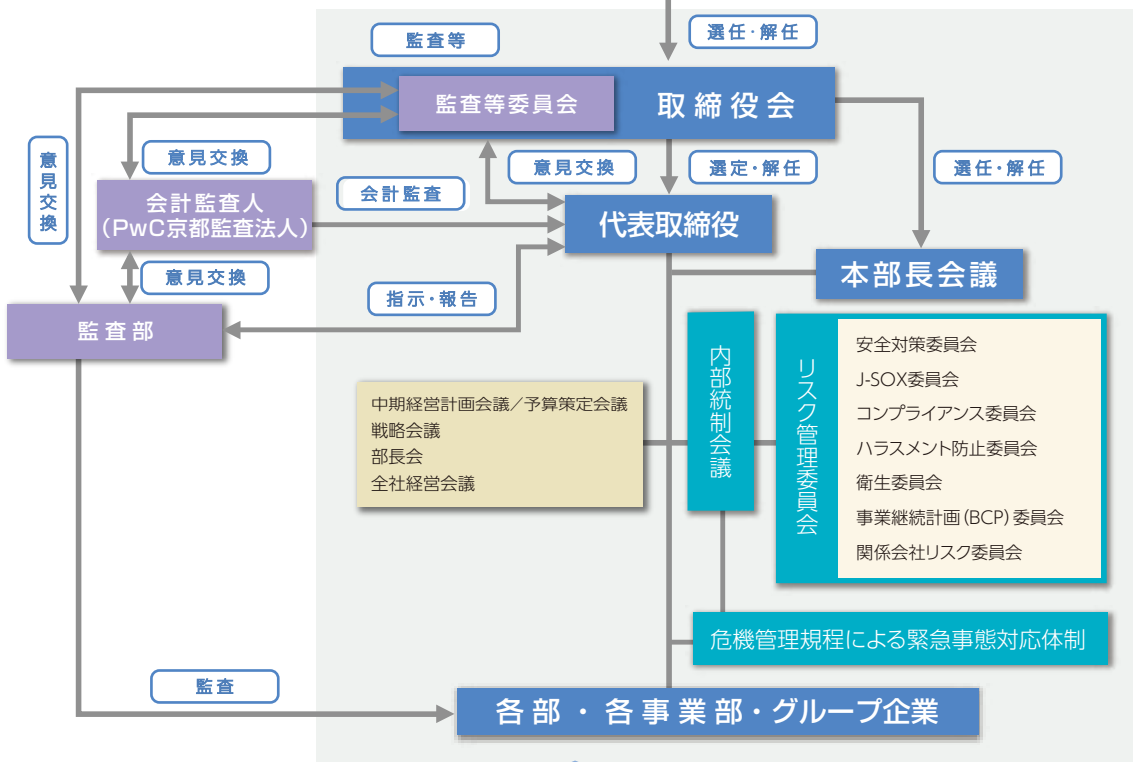 選任・解任
監査等
監査等委員会
取締役会
意見交換
意見交換
意見交換
選定・解任
選任・解任
会計監査人
(PwC京都監査法人)
会計監査
代表取締役
意見交換
本部長会議
指示・報告
監査部
内部統制会議
リスク管理委員会
安全対策委員会
J-SOX委員会
コンプライアンス委員会
ハラスメント防止委員会
衛生委員会
事業継続計画(BCP)委員会
関係会社リスク委員会
中期経営計画会議/予算策定会議
戦略会議
部長会
全社経営会議
危機管理規程による緊急事態対応体制
監査
各部・各事業部・グループ企業